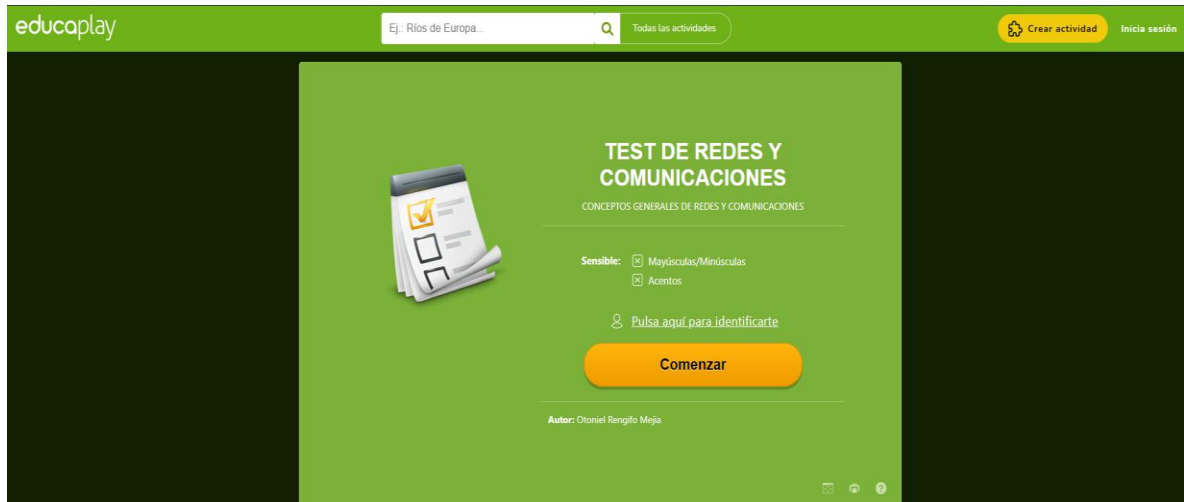 educaplay
Ej.: Ríos de Europa...
Todas las actividades
Crear actividad
Inicia sesión
TEST DE REDES Y
COMUNICACIONES
CONCEPTOS GENERALES DE REDES Y COMUNICACIONES
Sensible:
Mayúsculas/Minúsculas
Acentos
Pulsa aquí para identificarte
Comenzar
Autor: Otoniel Rengifo Mejia